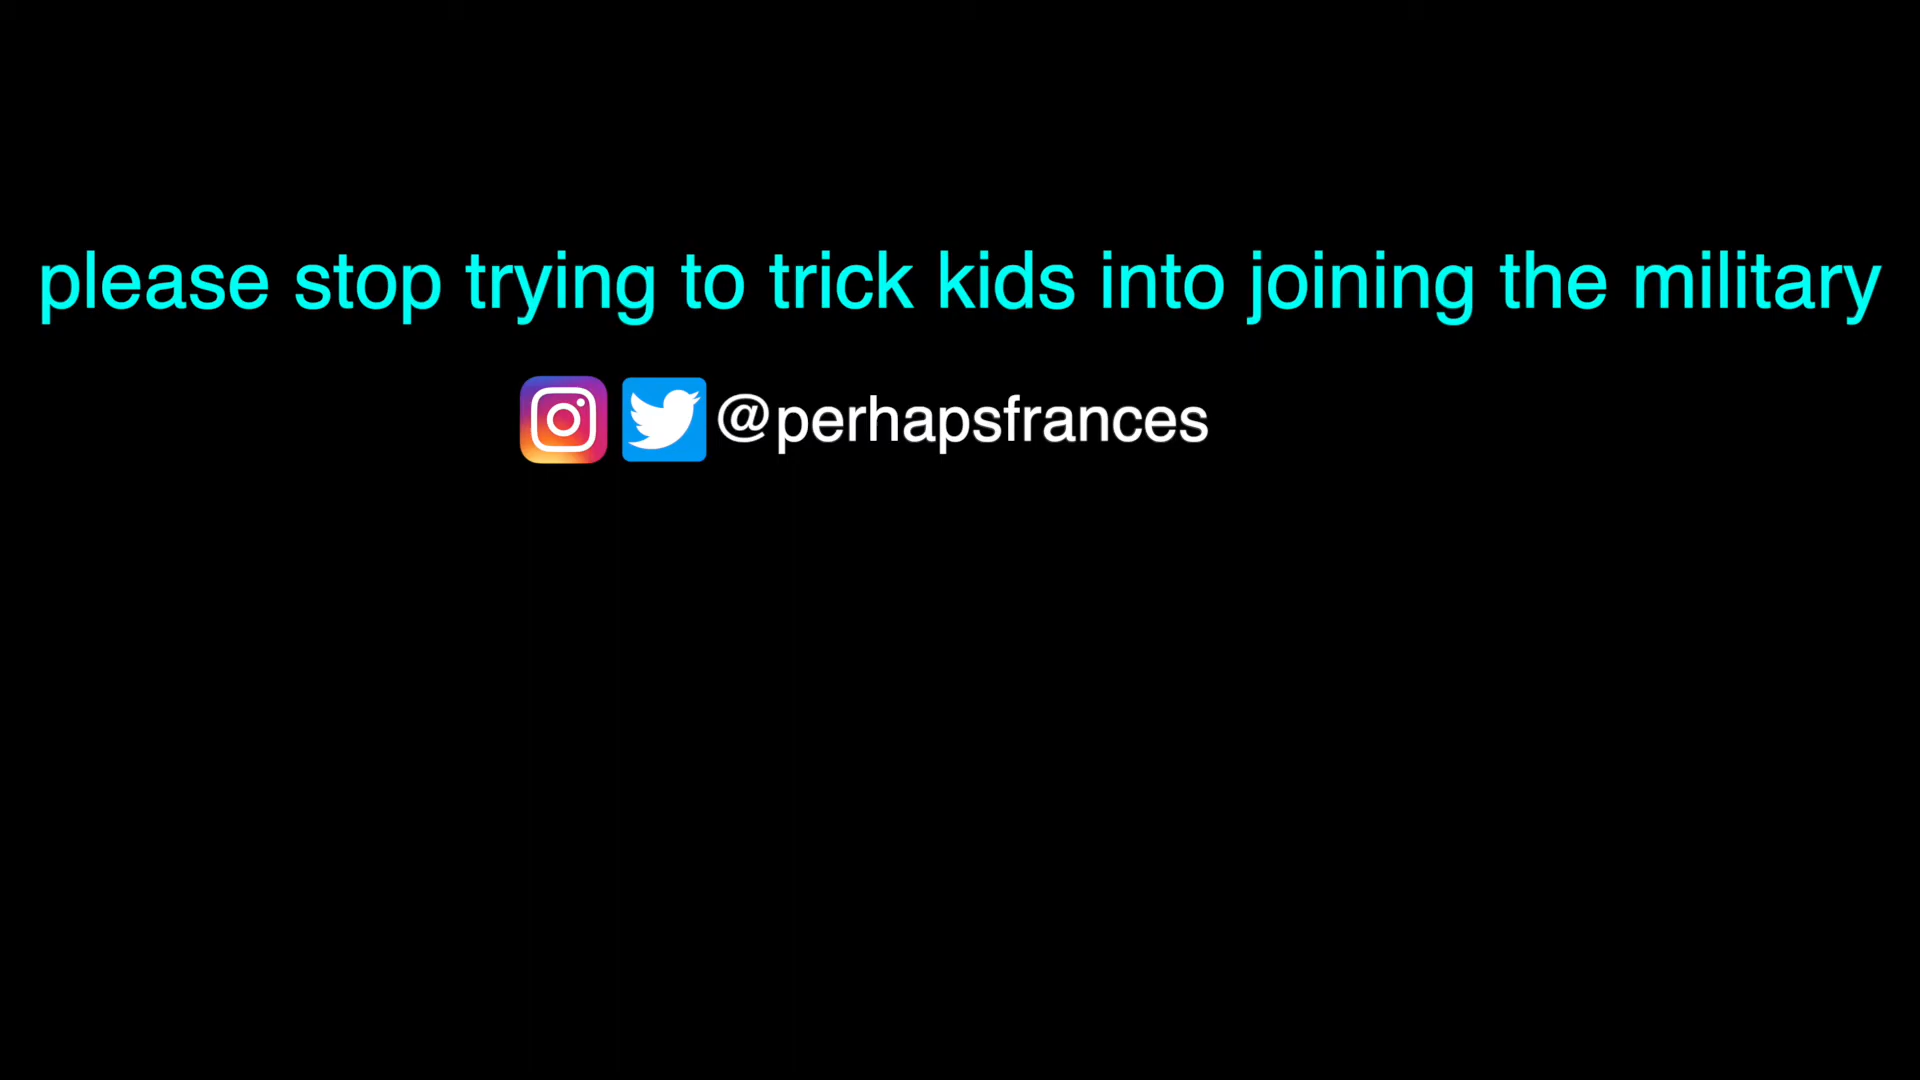 please stop trying to trick kids into joining the military
@perhapsfrances